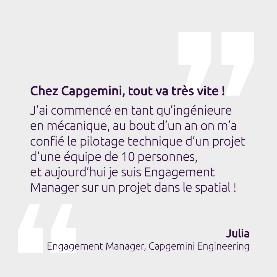 Chez Capgemini, tout va très vite !
J'ai commencé en tant qu'ingénieure
en mécanique, au bout d'un an on m'a
confié le pilotage technique d'un projet
d'une équipe de 10 personnes,
et aujourd'hui je suis Engagement
Manager sur un projet dans le spatial !
Julia
Engagement Manager, Capgemini Engineering